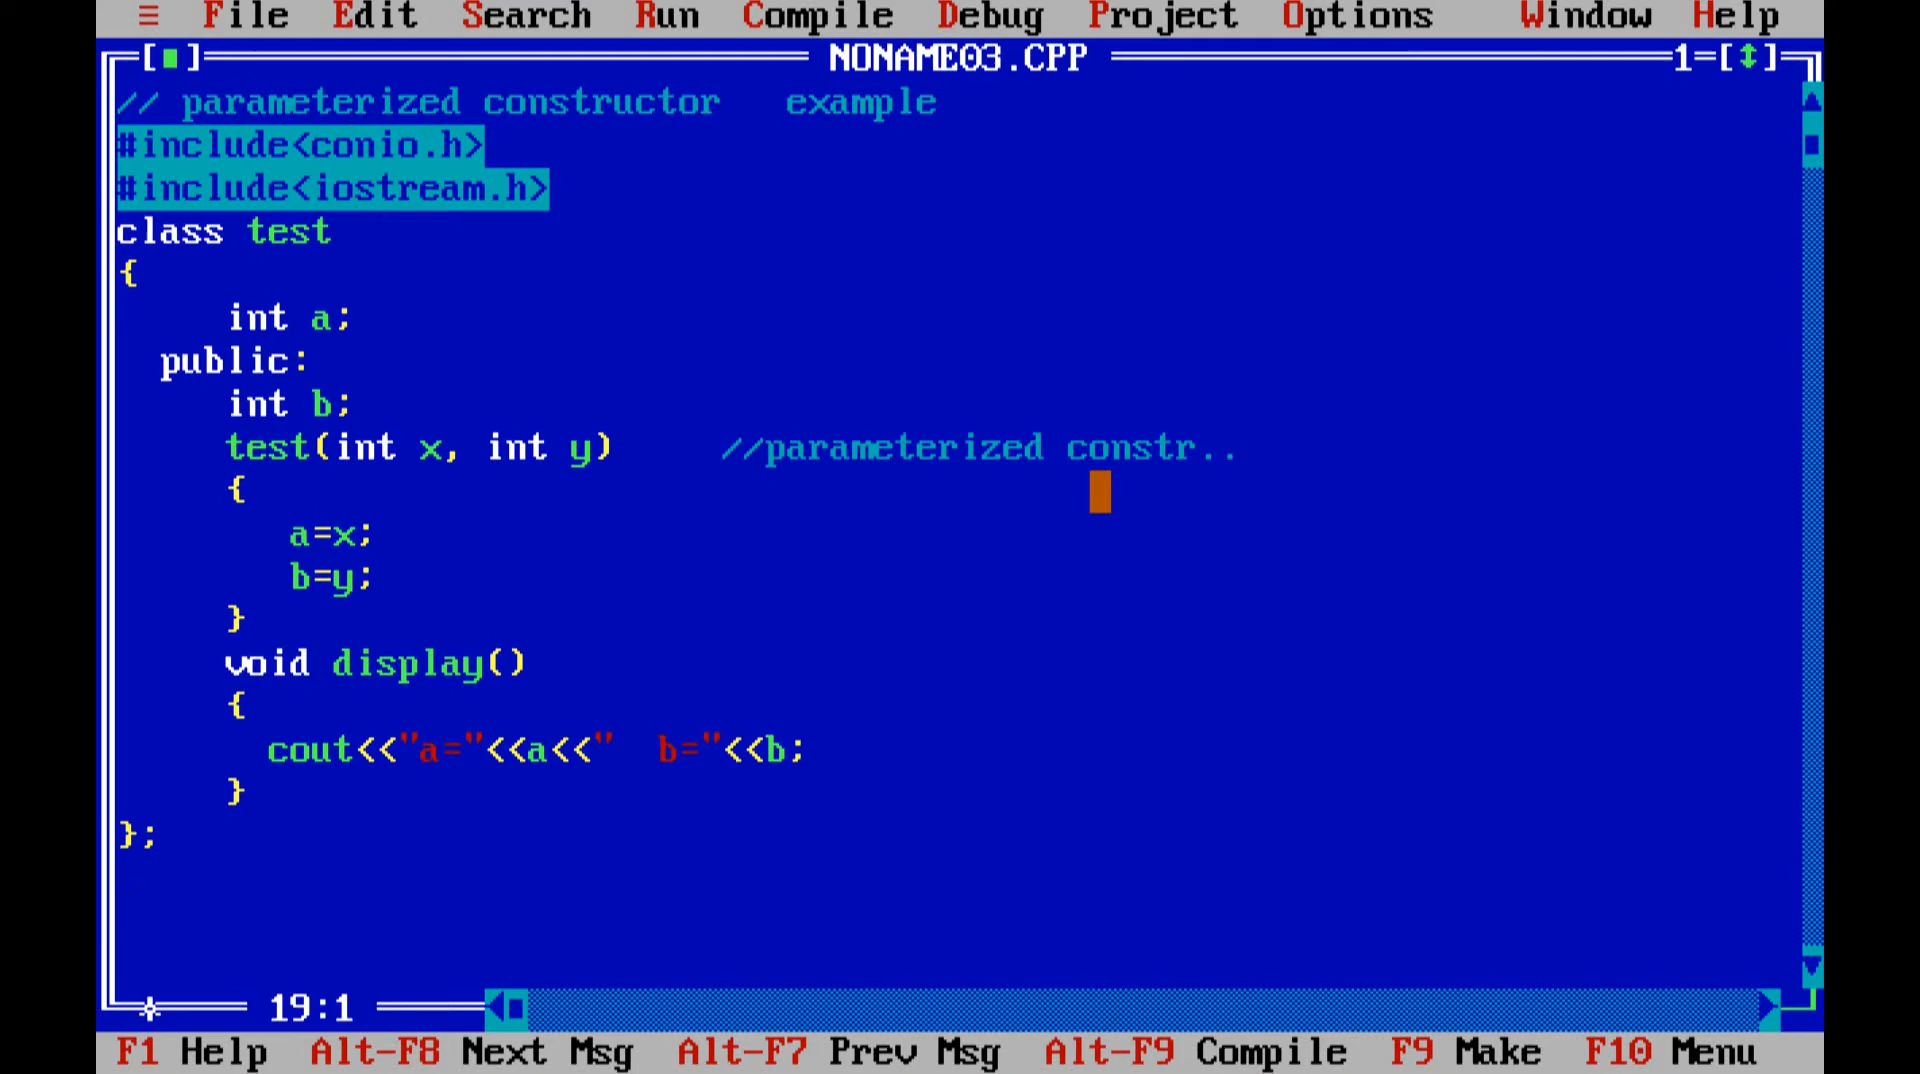 ≡ File Edit Search Run Compile Debug Project Options Window Help
[■] NONAME03.CPP 1=[↕]
// parameterized constructor   example
#include<conio.h>
#include<iostream.h>
class test
{
     int a;
  public:
     int b;
     test(int x, int y)     //parameterized constr..
     {
        a=x;
        b=y;
     }
     void display()
     {
       cout<<"a="<<a<<"  b="<<b;
     }
};
19:1
F1 Help Alt-F8 Next Msg Alt-F7 Prev Msg Alt-F9 Compile F9 Make F10 Menu